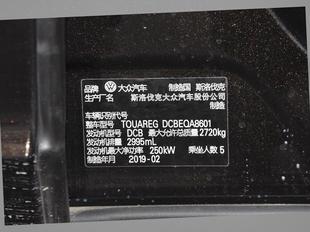 品牌 大众汽车 制造国 斯洛伐克
生产厂名 斯洛伐克大众汽车股份公司
制造
车辆识别代号
整车型号 TOUAREG DCBEQA8601
发动机型号 DCB 最大允许总质量 2720kg
发动机排量 2995mL
发动机最大净功率 250kW 乘坐人数 5
制造年月 2019-02